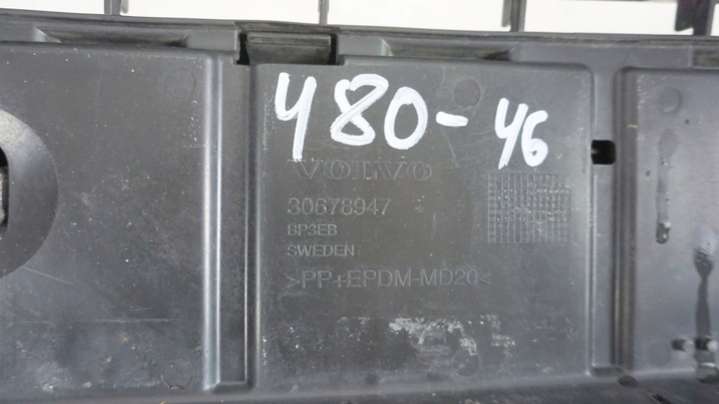 480-46
VOLVO
30678947
BP3EB
SWEDEN
>PP+EPDM-MD20<